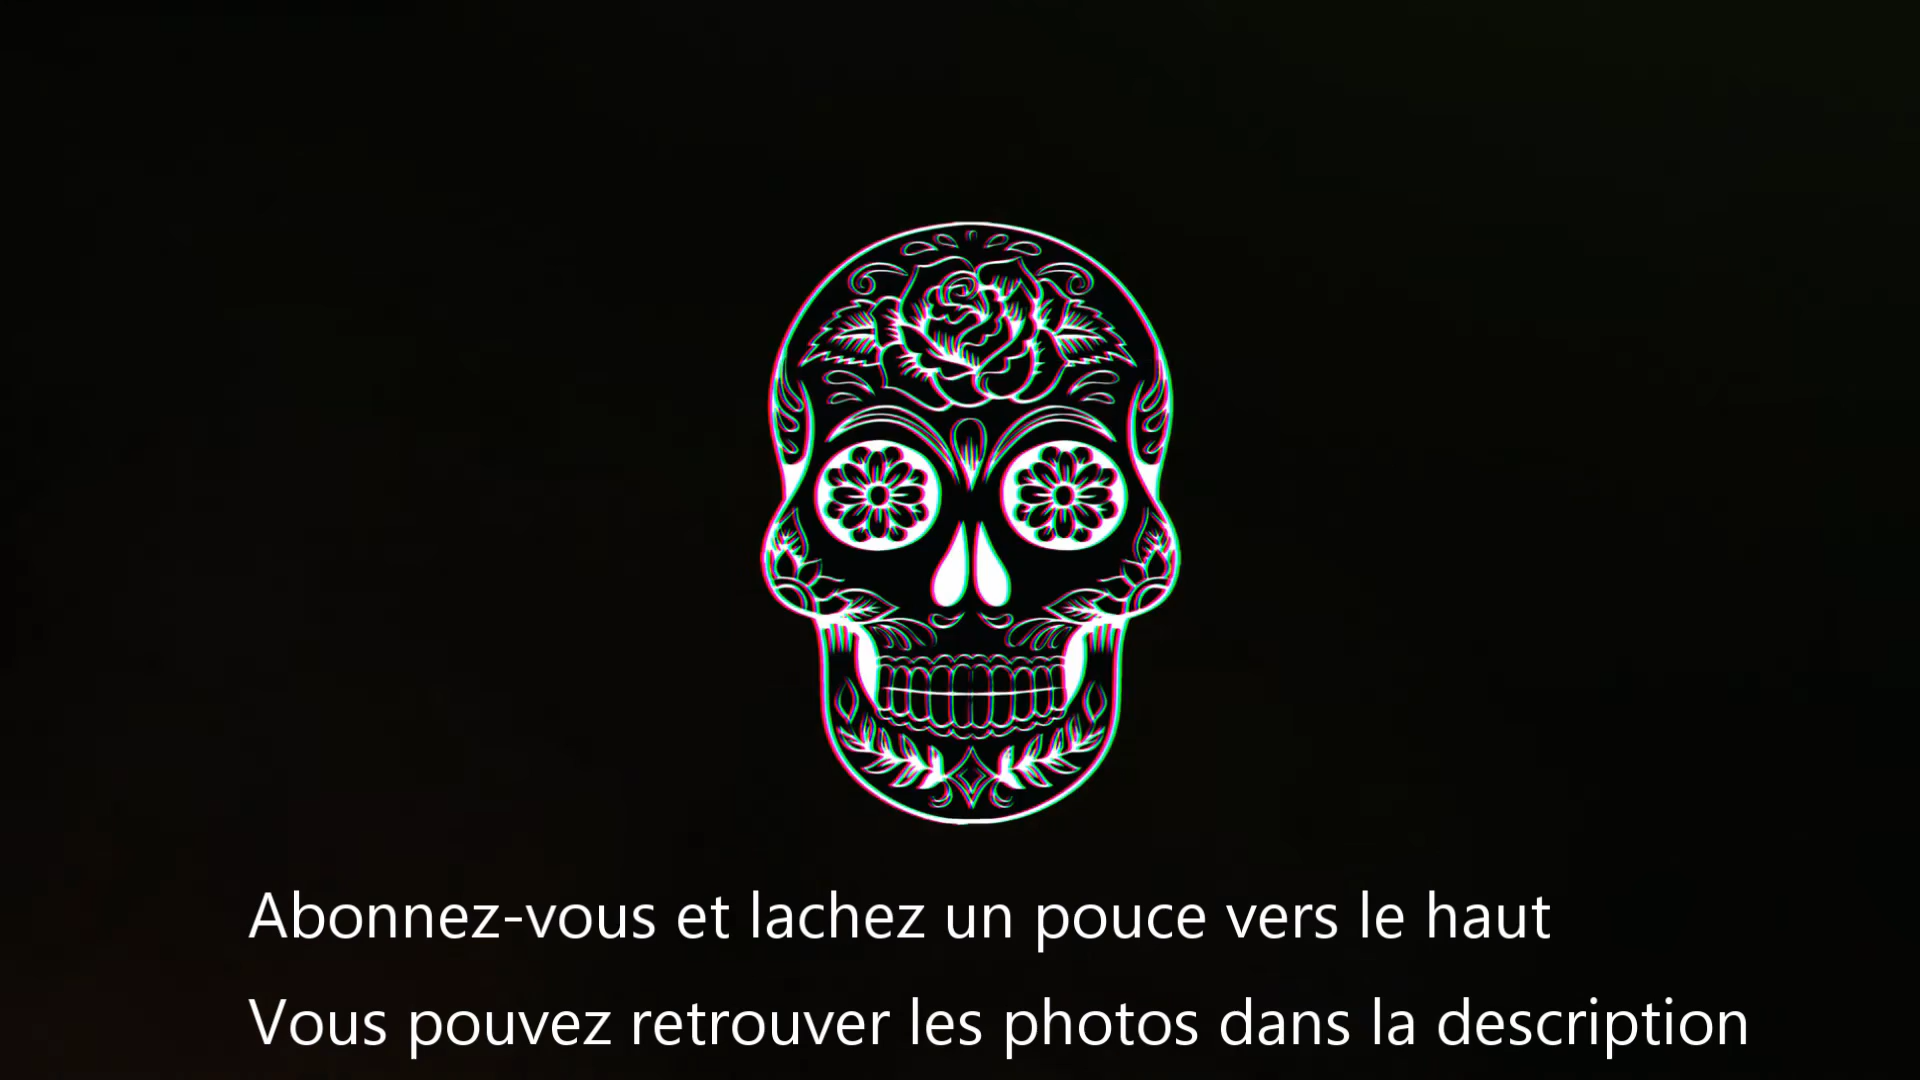 Abonnez-vous et lachez un pouce vers le haut
Vous pouvez retrouver les photos dans la description